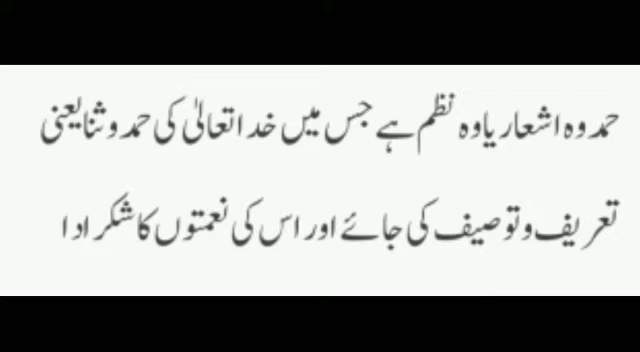 حمد وہ اشعار یا وہ نظم ہے جس میں خدا تعالیٰ کی حمد و ثنا یعنی
تعریف و توصیف کی جائے اور اس کی نعمتوں کا شکر ادا